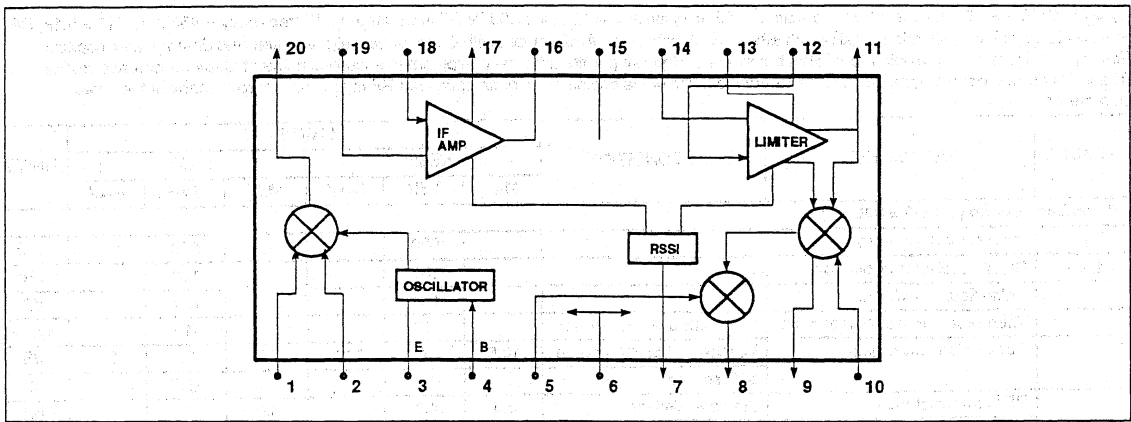 20 19 18 17 16 15 14 13 12 11
IF
AMP
LIMITER
RSSI
OSCILLATOR
E B
1 2 3 4 5 6 7 8 9 10